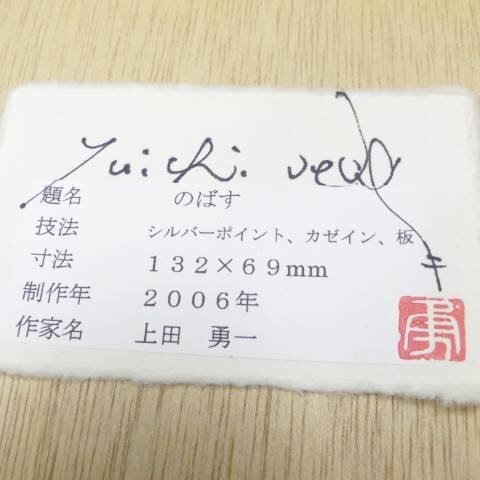 Yuichi. ueda
題名 のばす
技法 シルバーポイント、カゼイン、板
寸法 132×69mm
制作年 2006年
作家名 上田 勇一
勇